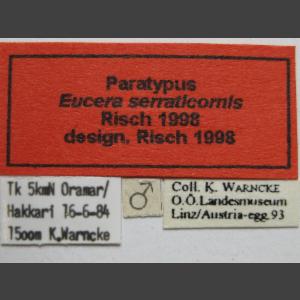 Paratypus
Eucera serraticornis
Risch 1998
design. Risch 1998
Tk 5kmN Oramar/
Hakkari 16-6-84
1500m K,Warncke
♂
Coll. K. WARNCKE
O.Ö.Landesmuseum
Linz/Austria-egg.93